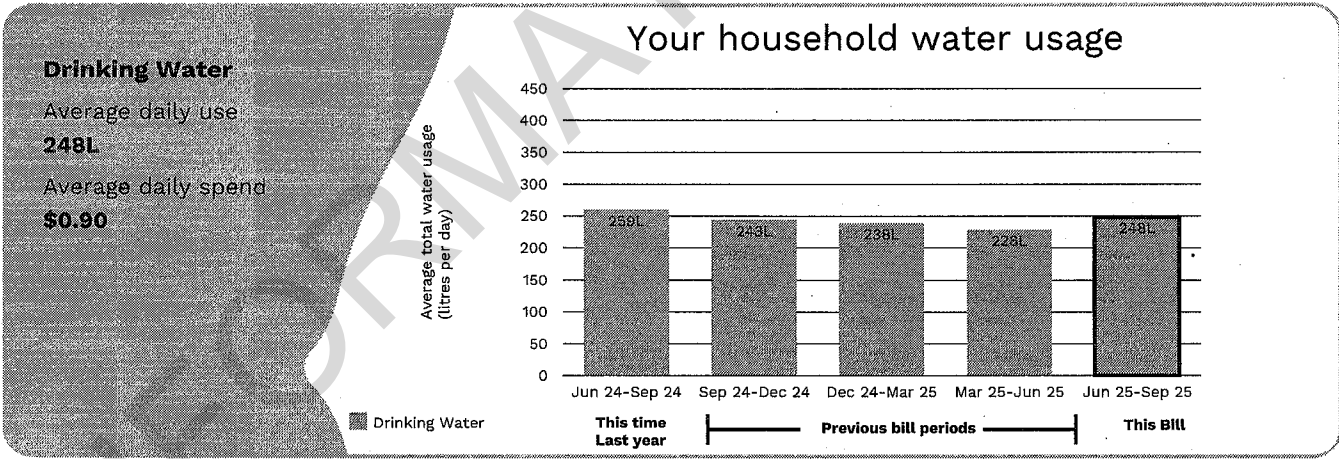 Drinking Water
Average daily use
248L
Average daily spend
$0.90
Your household water usage
Average total water usage
(litres per day)
450
400
350
300
250
200
150
100
50
0
259L
243L
238L
228L
248L
Jun 24-Sep 24
Sep 24-Dec 24
Dec 24-Mar 25
Mar 25-Jun 25
Jun 25-Sep 25
Drinking Water
This time
Last year
Previous bill periods
This Bill
ORMA